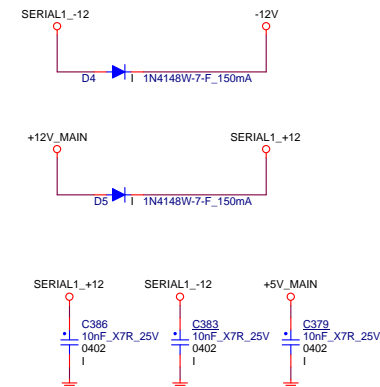 SERIAL1_-12 -12V
D4 I 1N4148W-7-F_150mA
+12V_MAIN SERIAL1_+12
D5 I 1N4148W-7-F_150mA
SERIAL1_+12 SERIAL1_-12 +5V_MAIN
C386 C383 C379
10nF_X7R_25V 10nF_X7R_25V 10nF_X7R_25V
0402 0402 0402
I I I